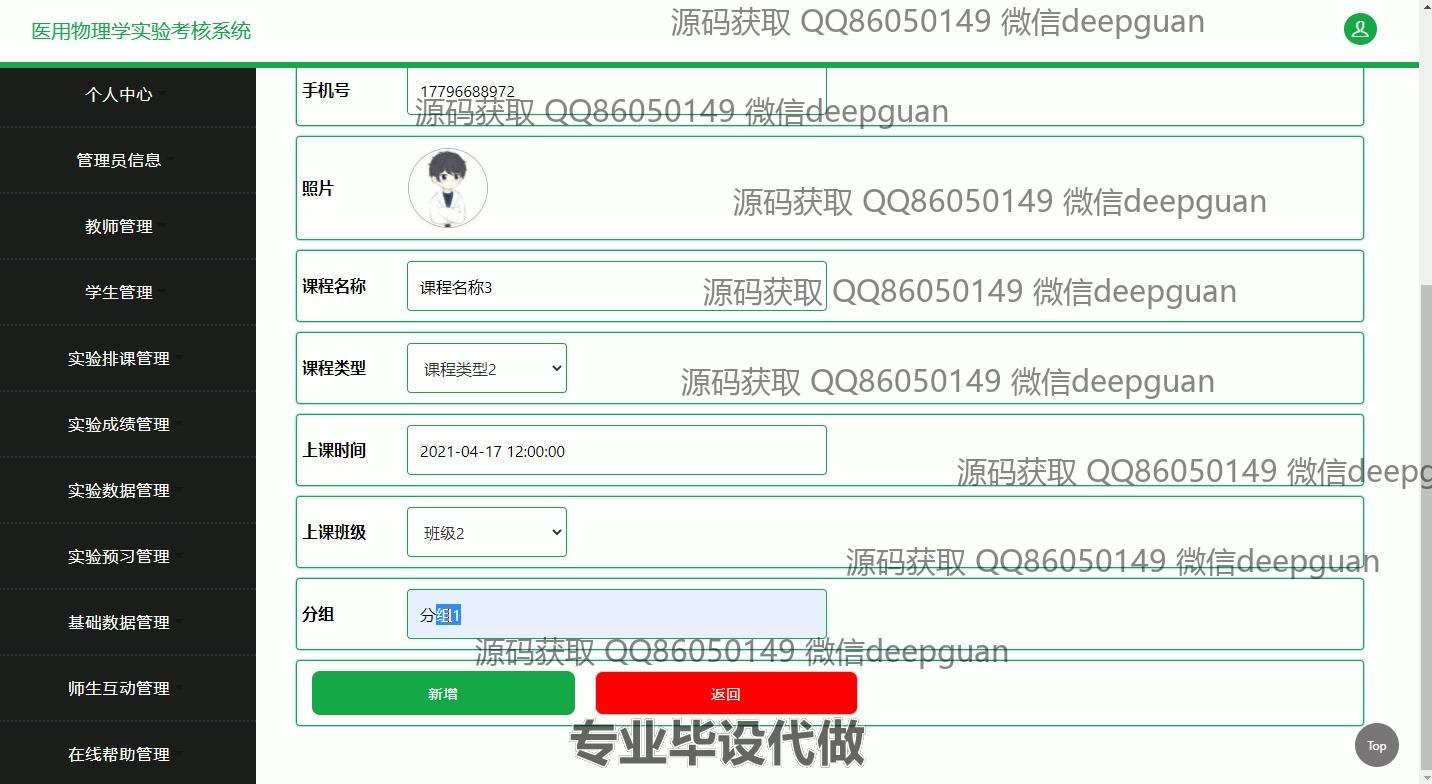 医用物理学实验考核系统
源码获取 QQ86050149 微信deepguan
个人中心
管理员信息
教师管理
学生管理
实验排课管理
实验成绩管理
实验数据管理
实验预习管理
基础数据管理
师生互动管理
在线帮助管理
手机号 17796688972
源码获取 QQ86050149 微信deepguan
照片
源码获取 QQ86050149 微信deepguan
课程名称 课程名称3
源码获取 QQ86050149 微信deepguan
课程类型 课程类型2
源码获取 QQ86050149 微信deepguan
上课时间 2021-04-17 12:00:00
源码获取 QQ86050149 微信deepg
上课班级 班级2
源码获取 QQ86050149 微信deepguan
分组 分组1
源码获取 QQ86050149 微信deepguan
新增 返回
专业毕设代做
Top